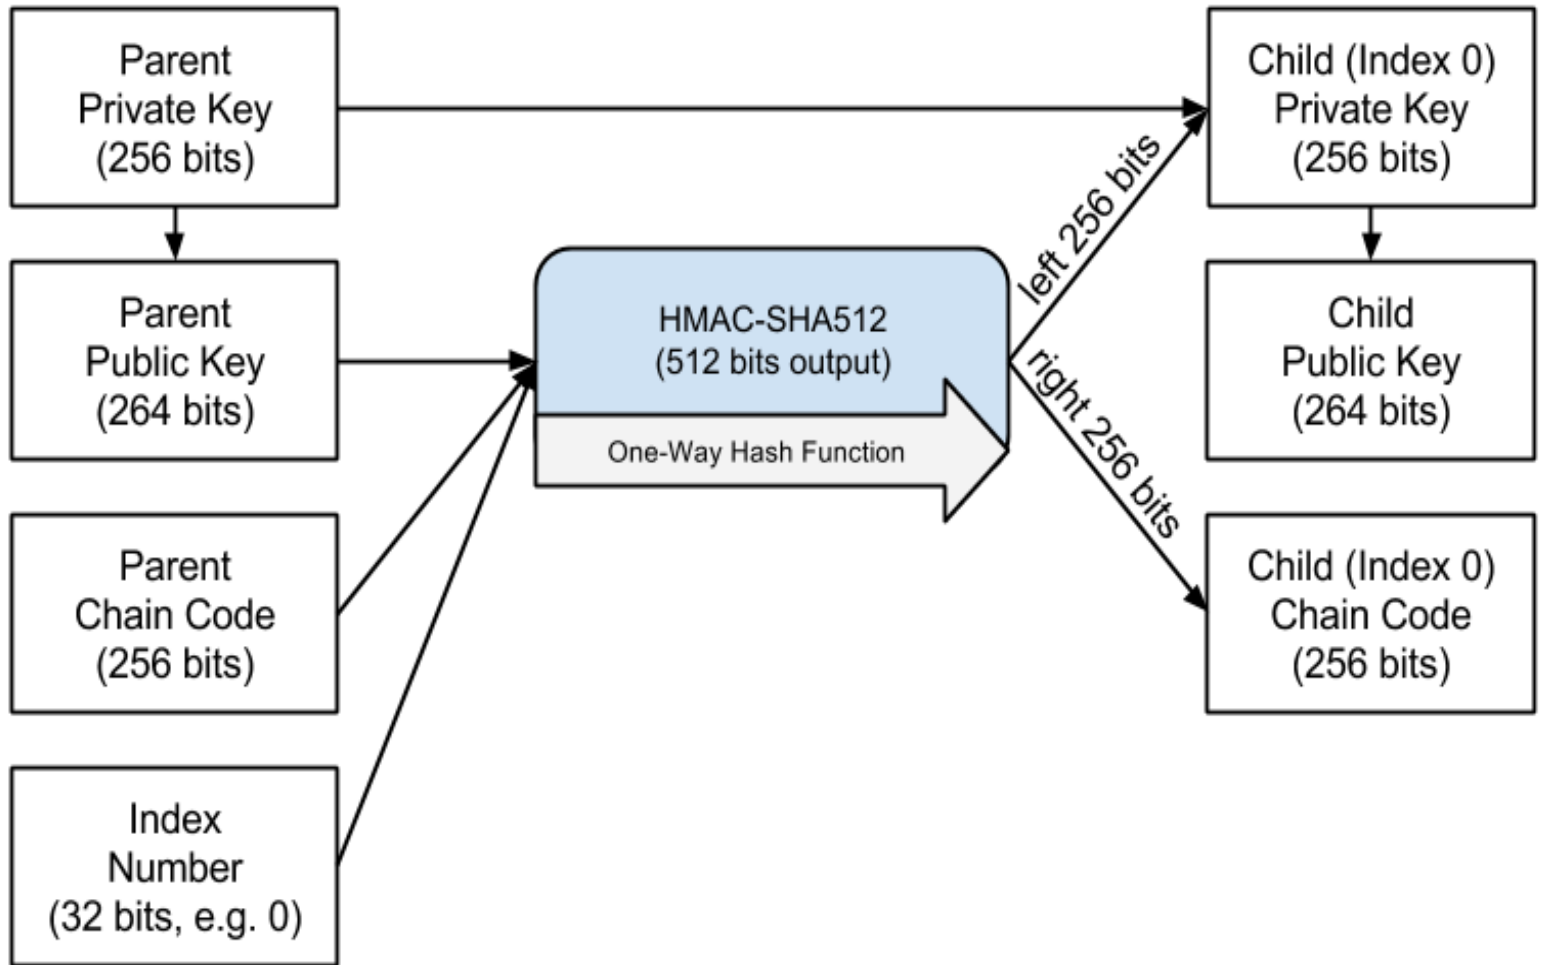 Parent
Private Key
(256 bits)
Parent
Public Key
(264 bits)
Parent
Chain Code
(256 bits)
Index
Number
(32 bits, e.g. 0)
HMAC-SHA512
(512 bits output)
One-Way Hash Function
left 256 bits
right 256 bits
Child (Index 0)
Private Key
(256 bits)
Child
Public Key
(264 bits)
Child (Index 0)
Chain Code
(256 bits)